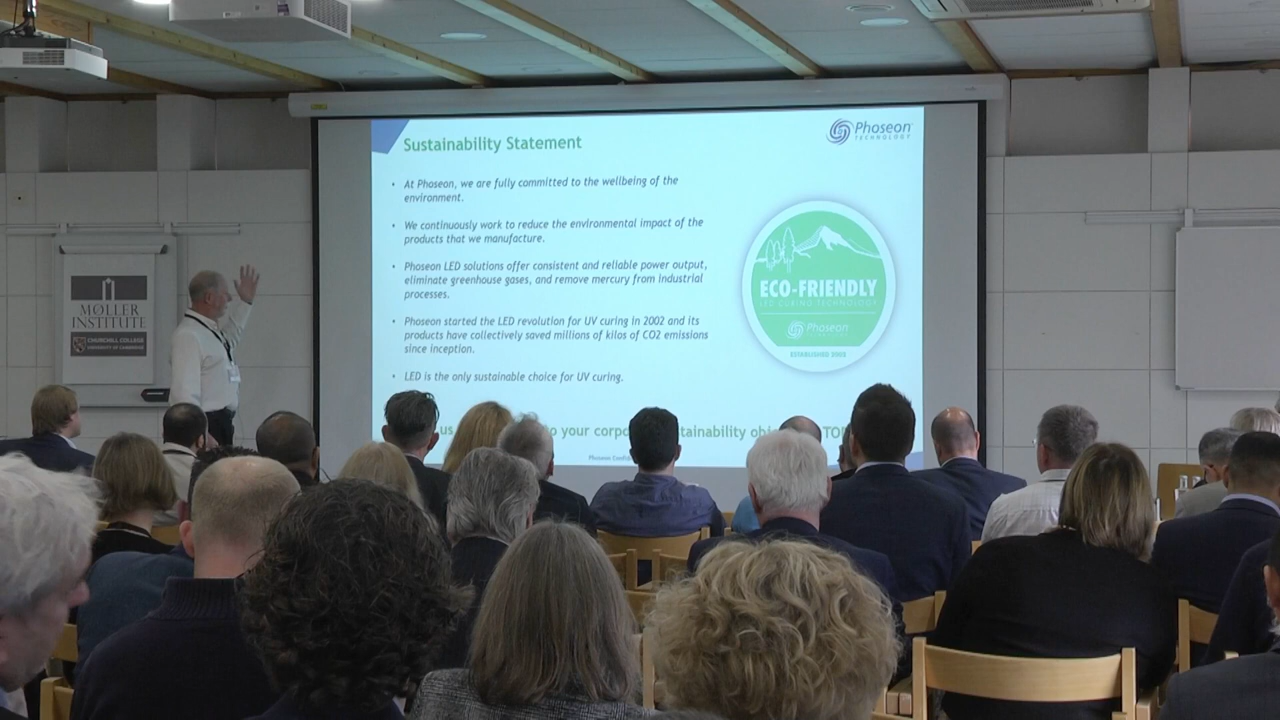 Sustainability Statement
Phoseon
TECHNOLOGY
• At Phoseon, we are fully committed to the wellbeing of the
environment.
• We continuously work to reduce the environmental impact of the
products that we manufacture.
• Phoseon LED solutions offer consistent and reliable power output,
eliminate greenhouse gases, and remove mercury from industrial
processes.
• Phoseon started the LED revolution for UV curing in 2002 and its
products have collectively saved millions of kilos of CO2 emissions
since inception.
• LED is the only sustainable choice for UV curing.
ECO-FRIENDLY
LED CURING TECHNOLOGY
Phoseon
ESTABLISHED 2002
us
your
Phoseon
MØLLER
INSTITUTE
CHURCHILL COLLEGE
UNIVERSITY OF CAMBRIDGE